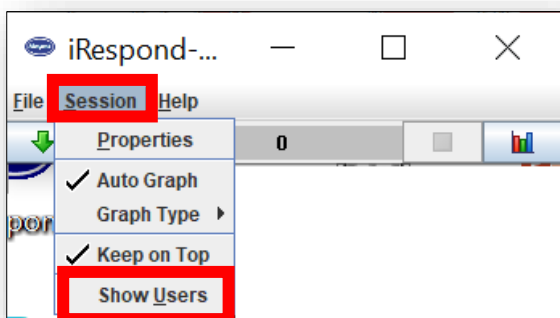 iRespond-...
File Session Help
Properties
0
Auto Graph
Graph Type
Keep on Top
Show Users